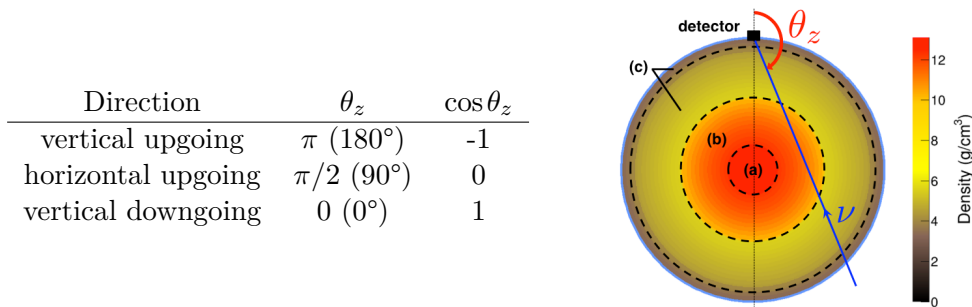 Direction θz cos θz
vertical upgoing π (180°) -1
horizontal upgoing π/2 (90°) 0
vertical downgoing 0 (0°) 1
detector
θz
(c)
(b)
(a)
ν
12
10
8
6
4
2
0
Density (g/cm³)